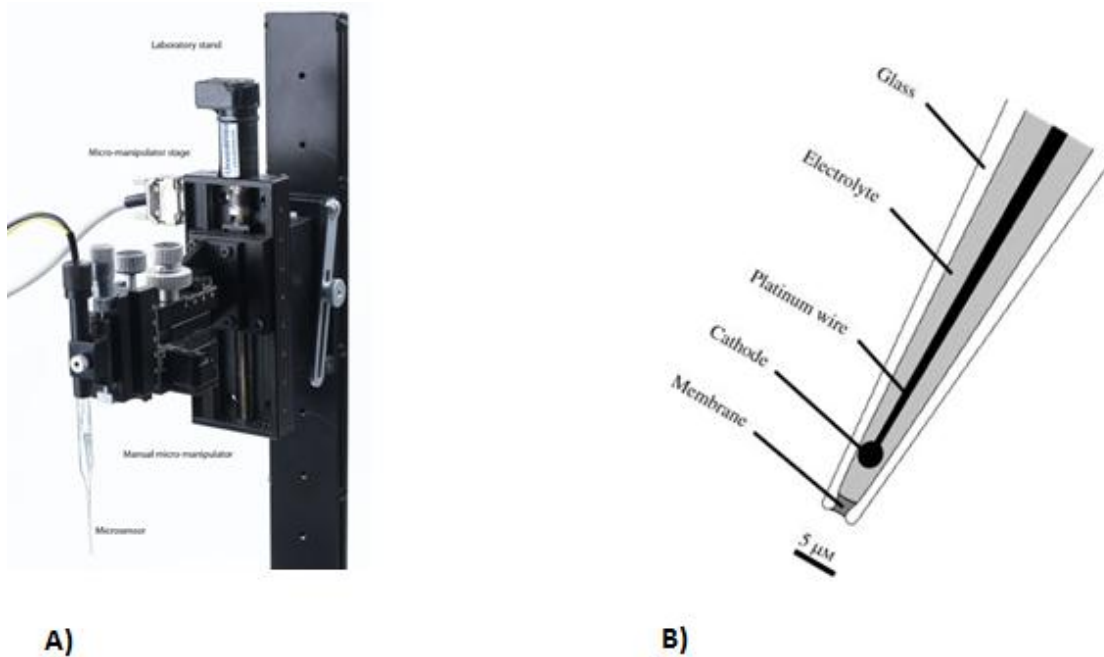 Laboratory stand
Micro-manipulator stage
Manual micro-manipulator
Microsensor
A)
Glass
Electrolyte
Platinum wire
Cathode
Membrane
5 μM
B)